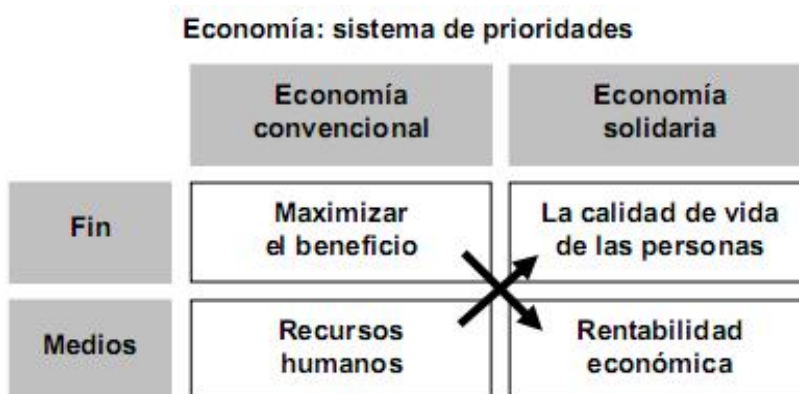 Economía: sistema de prioridades
Economía
convencional
Economía
solidaria
Fin
Maximizar
el beneficio
La calidad de vida
de las personas
Medios
Recursos
humanos
Rentabilidad
económica